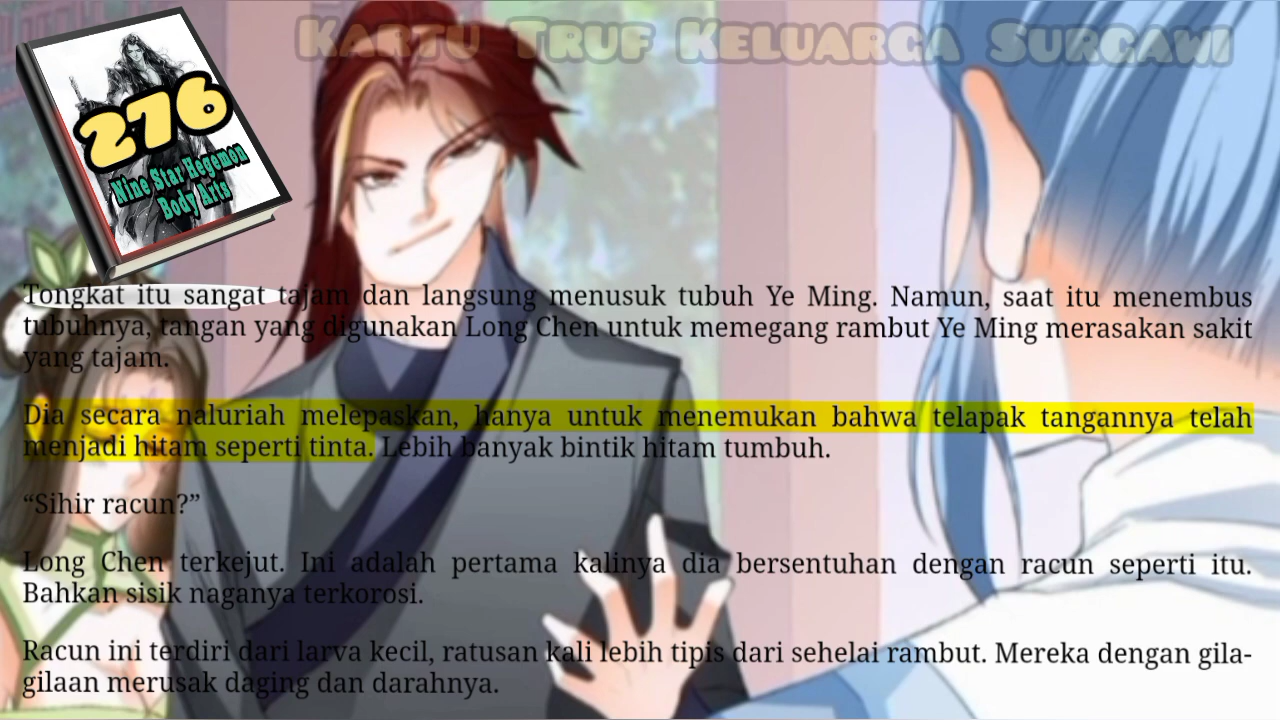 KARTU TRUF KELUARGA SURGAWI
276
Nine Star Hegemon
Body Arts
Tongkat itu sangat tajam dan langsung menusuk tubuh Ye Ming. Namun, saat itu menembus
tubuhnya, tangan yang digunakan Long Chen untuk memegang rambut Ye Ming merasakan sakit
yang tajam.
Dia secara naluriah melepaskan, hanya untuk menemukan bahwa telapak tangannya telah
menjadi hitam seperti tinta. Lebih banyak bintik hitam tumbuh.
“Sihir racun?”
Long Chen terkejut. Ini adalah pertama kalinya dia bersentuhan dengan racun seperti itu.
Bahkan sisik naganya terkorosi.
Racun ini terdiri dari larva kecil, ratusan kali lebih tipis dari sehelai rambut. Mereka dengan gila-
gilaan merusak daging dan darahnya.